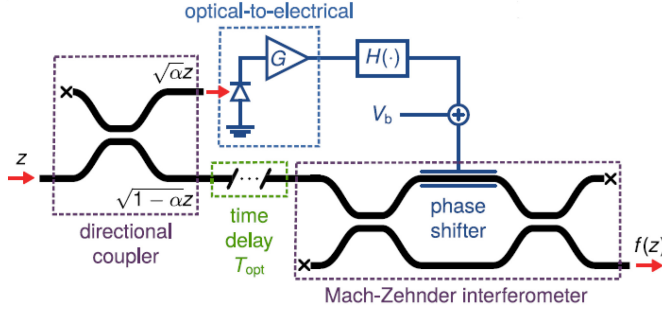 optical-to-electrical
√αz
G
H(·)
V_b
+
z
√1−αz
...
time
delay
T_opt
directional
coupler
phase
shifter
f(z)
Mach-Zehnder interferometer